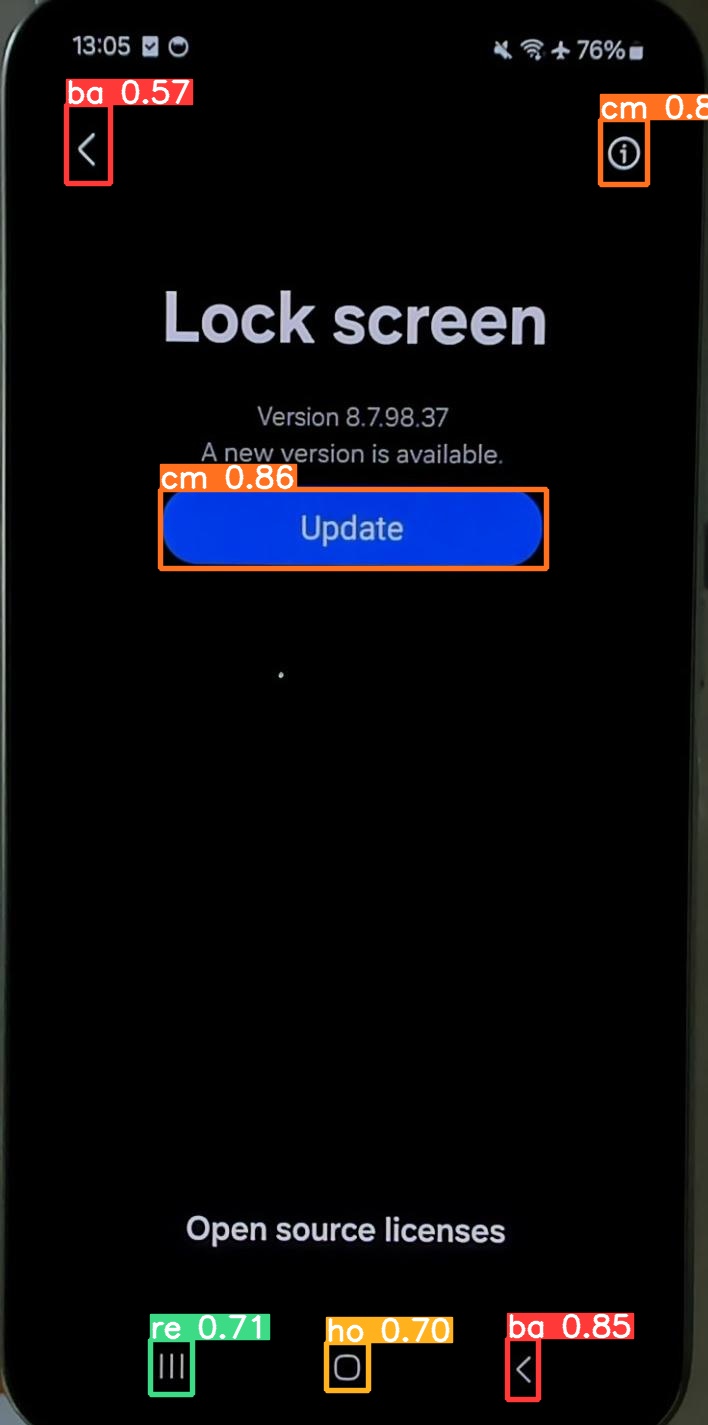 13:05
76%
ba 0.57
cm 0.8
Lock screen
Version 8.7.98.37
A new version is available.
cm 0.86
Update
Open source licenses
re 0.71
ho 0.70
ba 0.85